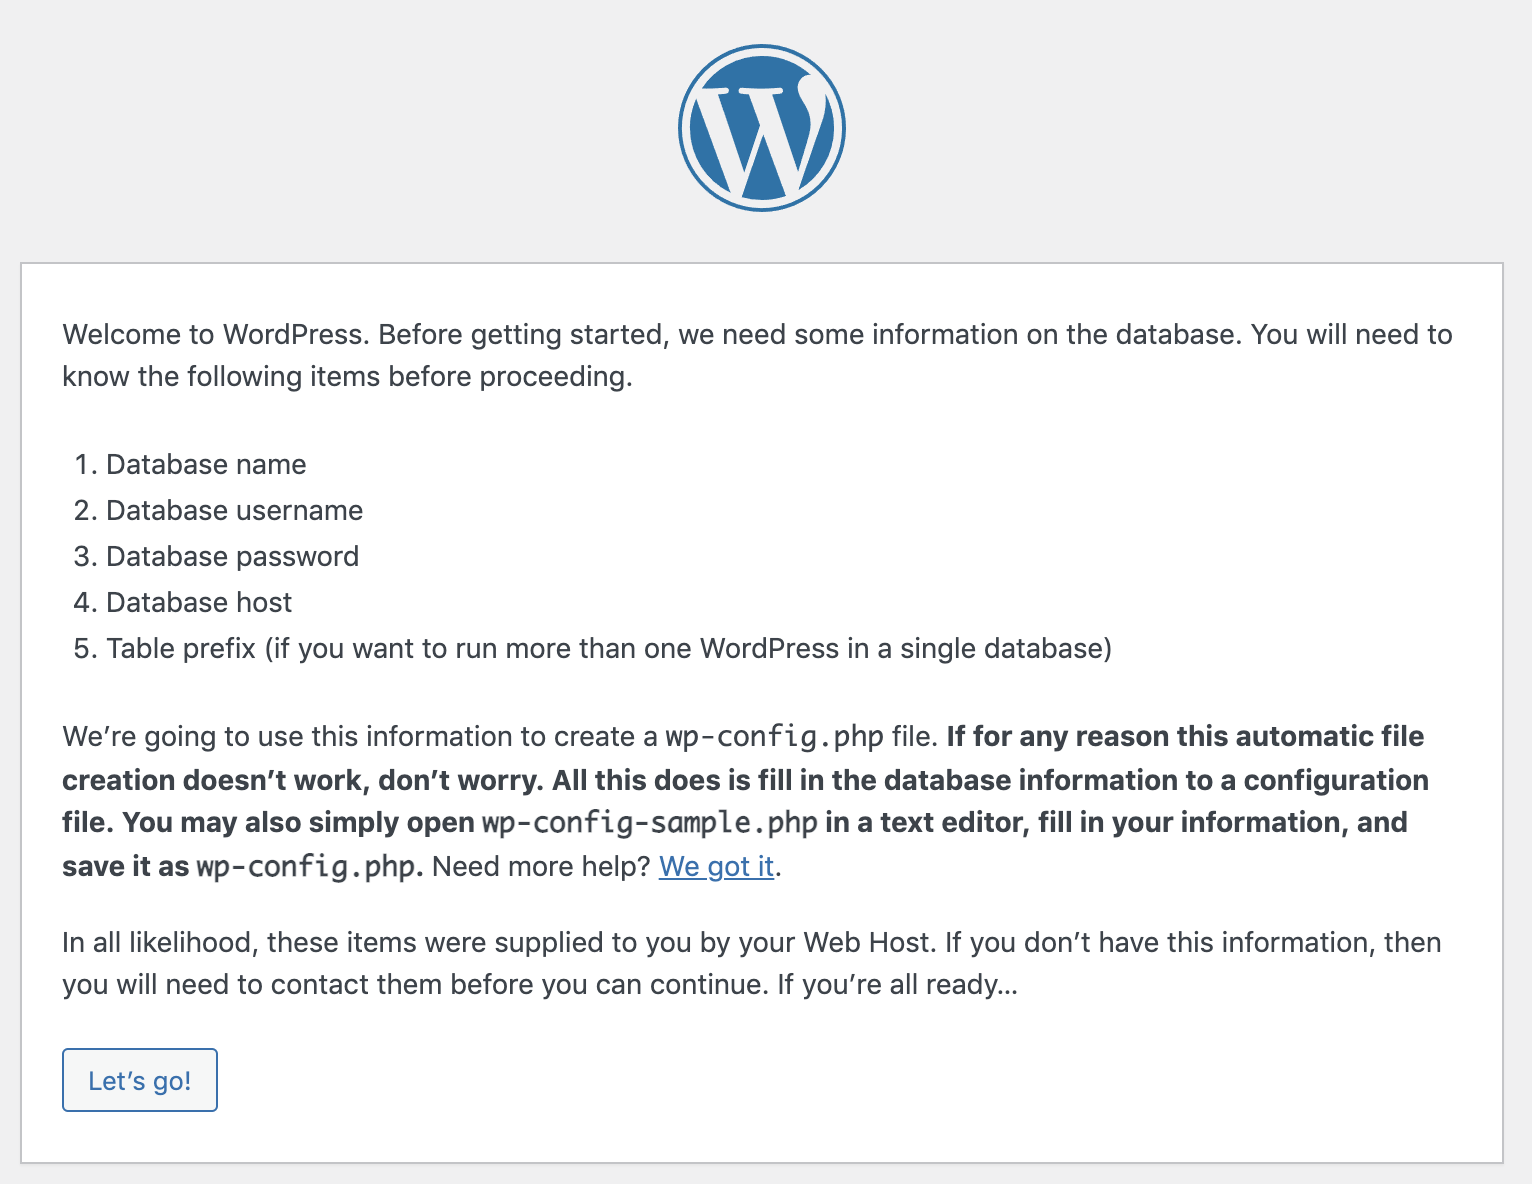 Welcome to WordPress. Before getting started, we need some information on the database. You will need to
know the following items before proceeding.
1. Database name
2. Database username
3. Database password
4. Database host
5. Table prefix (if you want to run more than one WordPress in a single database)
We’re going to use this information to create a wp-config.php file. If for any reason this automatic file
creation doesn’t work, don’t worry. All this does is fill in the database information to a configuration
file. You may also simply open wp-config-sample.php in a text editor, fill in your information, and
save it as wp-config.php. Need more help? We got it.
In all likelihood, these items were supplied to you by your Web Host. If you don’t have this information, then
you will need to contact them before you can continue. If you’re all ready…
Let’s go!